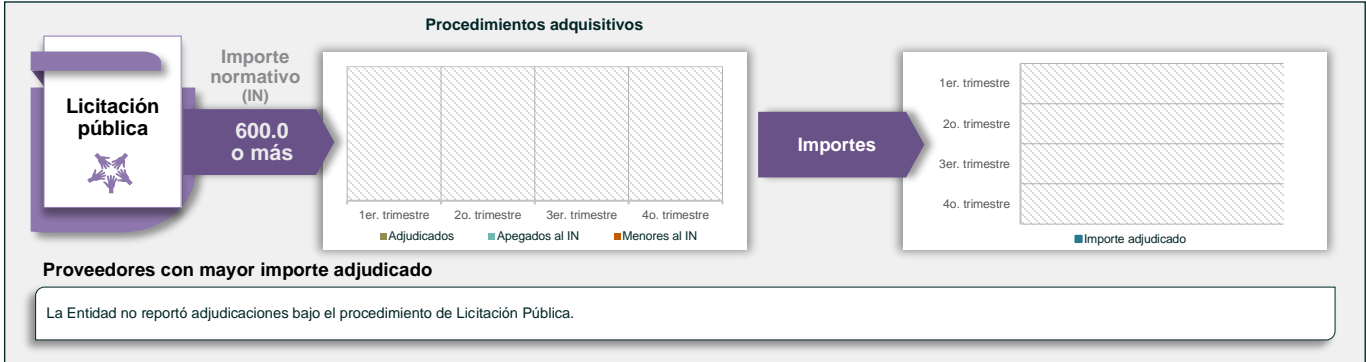 Procedimientos adquisitivos
Licitación
pública
Importe
normativo
(IN)
600.0
o más
1er. trimestre 2o. trimestre 3er. trimestre 4o. trimestre
Adjudicados Apegados al IN Menores al IN
Importes
1er. trimestre
2o. trimestre
3er. trimestre
4o. trimestre
Importe adjudicado
Proveedores con mayor importe adjudicado
La Entidad no reportó adjudicaciones bajo el procedimiento de Licitación Pública.